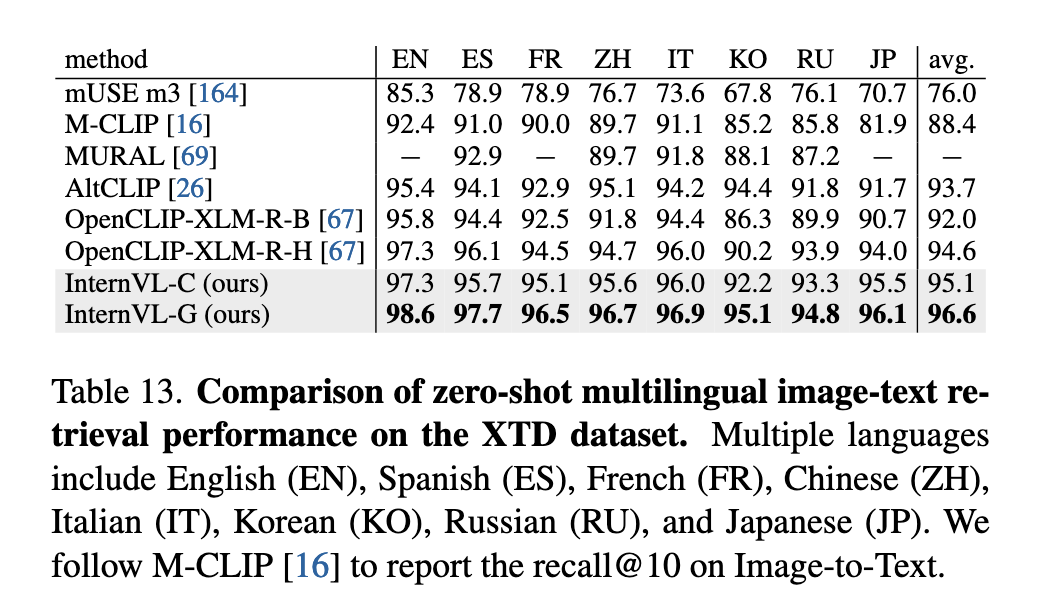 method EN ES FR ZH IT KO RU JP avg.
mUSE m3 [164] 85.3 78.9 78.9 76.7 73.6 67.8 76.1 70.7 76.0
M-CLIP [16] 92.4 91.0 90.0 89.7 91.1 85.2 85.8 81.9 88.4
MURAL [69] — 92.9 — 89.7 91.8 88.1 87.2 — —
AltCLIP [26] 95.4 94.1 92.9 95.1 94.2 94.4 91.8 91.7 93.7
OpenCLIP-XLM-R-B [67] 95.8 94.4 92.5 91.8 94.4 86.3 89.9 90.7 92.0
OpenCLIP-XLM-R-H [67] 97.3 96.1 94.5 94.7 96.0 90.2 93.9 94.0 94.6
InternVL-C (ours) 97.3 95.7 95.1 95.6 96.0 92.2 93.3 95.5 95.1
InternVL-G (ours) 98.6 97.7 96.5 96.7 96.9 95.1 94.8 96.1 96.6
Table 13. Comparison of zero-shot multilingual image-text re-
trieval performance on the XTD dataset. Multiple languages
include English (EN), Spanish (ES), French (FR), Chinese (ZH),
Italian (IT), Korean (KO), Russian (RU), and Japanese (JP). We
follow M-CLIP [16] to report the recall@10 on Image-to-Text.